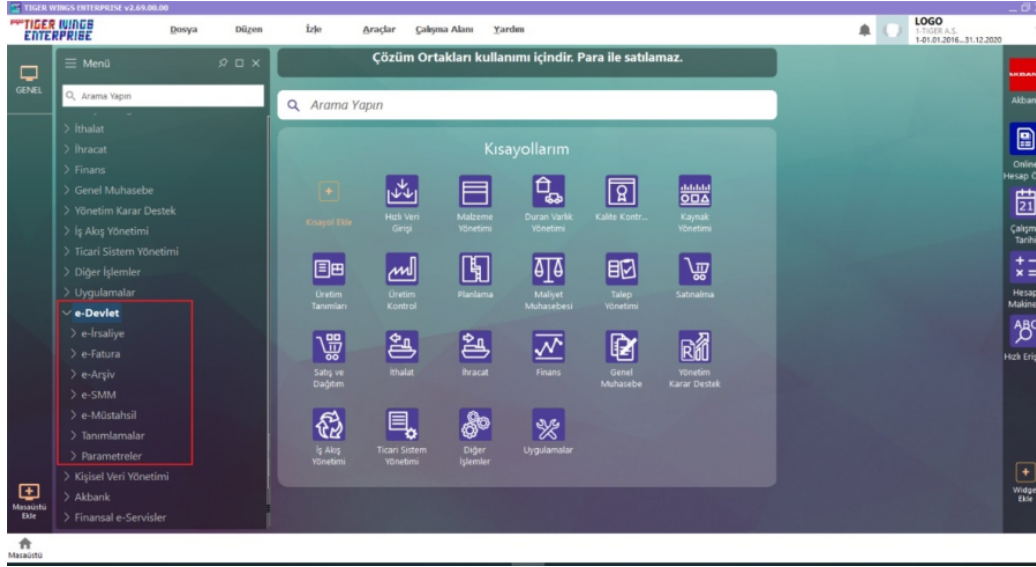 TIGER WINGS ENTERPRISE v2.69.00.00
TIGER WINGS
ENTERPRISE
Dosya Düzen İzle Araçlar Çalışma Alanı Yardım
LOGO
1-TIGER A.Ş.
1-01.01.2016...31.12.2020
GENEL
Menü
Arama Yapın
İthalat
İhracat
Finans
Genel Muhasebe
Yönetim Karar Destek
İş Akış Yönetimi
Ticari Sistem Yönetimi
Diğer İşlemler
Uygulamalar
e-Devlet
e-İrsaliye
e-Fatura
e-Arşiv
e-SMM
e-Müstahsil
Tanımlamalar
Parametreler
Kişisel Veri Yönetimi
Akbank
Finansal e-Servisler
Masaüstü
Ekle
Masaüstü
Çözüm Ortakları kullanımı içindir. Para ile satılamaz.
Arama Yapın
Kısayollarım
Kısayol Ekle
Hızlı Veri
Girişi
Malzeme
Yönetimi
Duran Varlık
Yönetimi
Kalite Kontr...
Kaynak
Yönetimi
Üretim
Tanımları
Üretim
Kontrol
Planlama
Maliyet
Muhasebesi
Talep
Yönetimi
Satınalma
Satış ve
Dağıtım
İthalat
İhracat
Finans
Genel
Muhasebe
Yönetim
Karar Destek
İş Akış
Yönetimi
Ticari Sistem
Yönetimi
Diğer
İşlemler
Uygulamalar
Akban
Online
Hesap
21
Çalışm
Tarihi
Hesap
Makine
ABC
Hızlı Eriş
Widge
Ekle